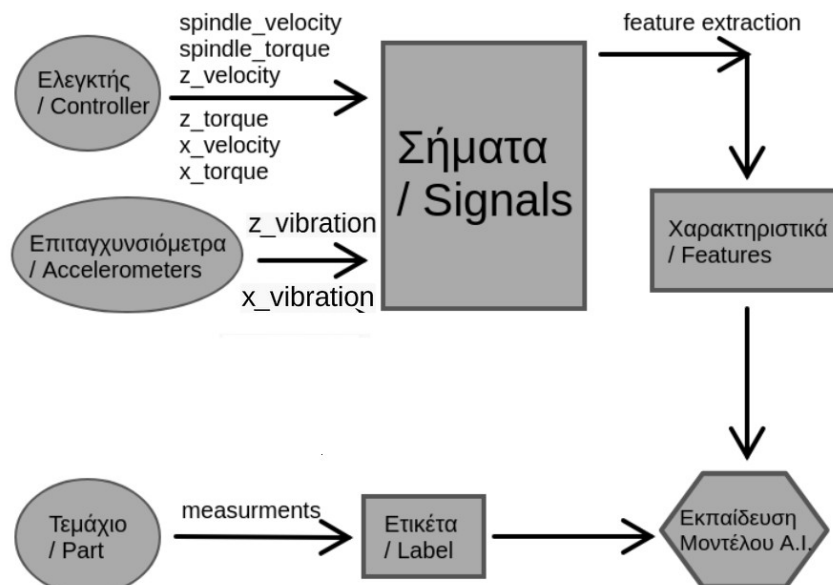 spindle_velocity
spindle_torque
z_velocity
feature extraction
Ελεγκτής
/ Controller
z_torque
x_velocity
x_torque
Σήματα
/ Signals
Επιταγχυνσιόμετρα
/ Accelerometers
z_vibration
x_vibration
Χαρακτηριστικά
/ Features
Τεμάχιο
/ Part
measurments
Ετικέτα
/ Label
Εκπαίδευση
Μοντέλου Α.Ι.